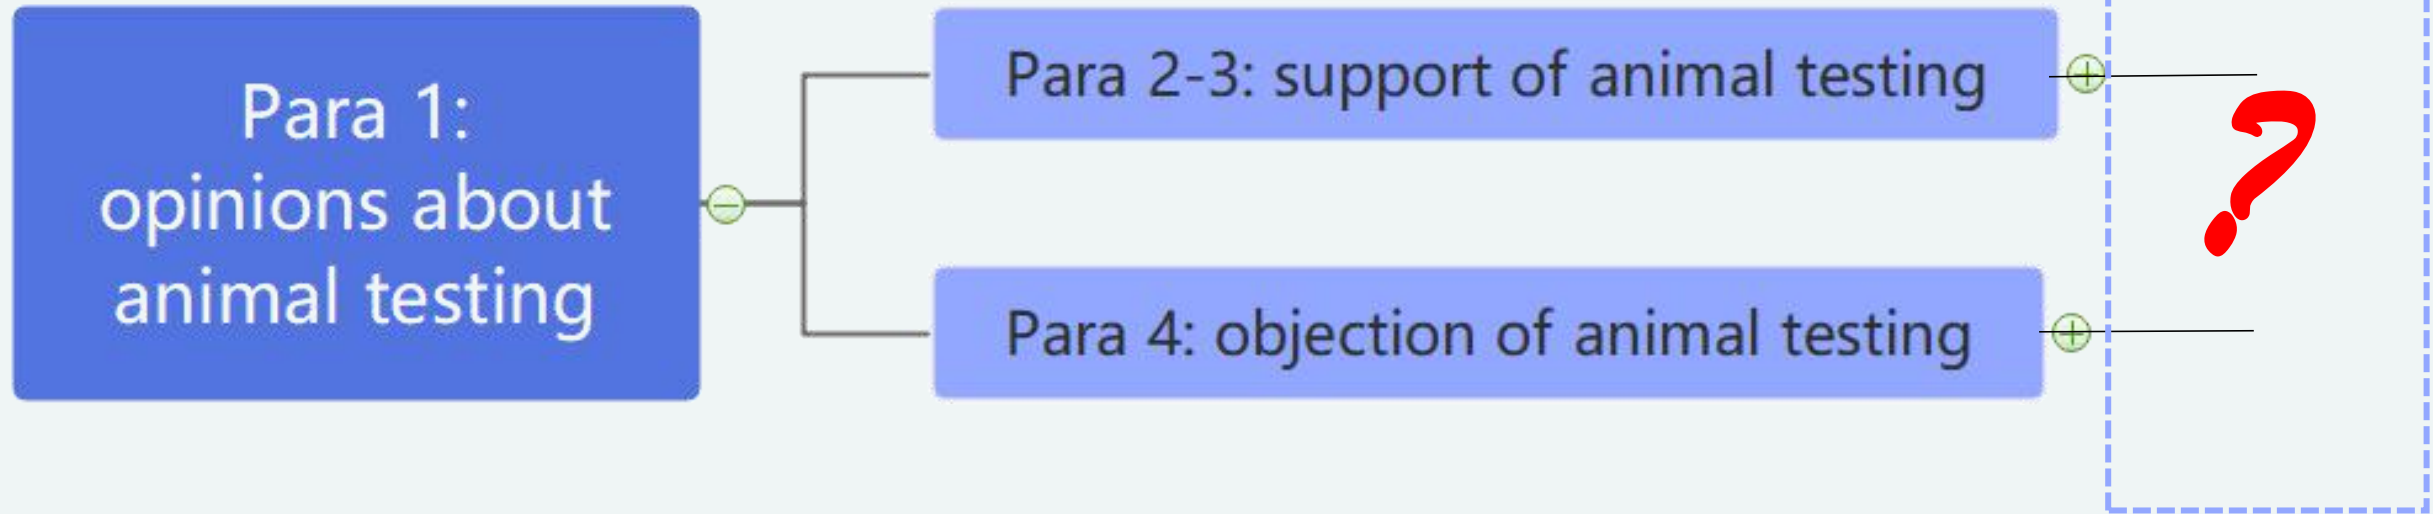 Para 1:
opinions about
animal testing
Para 2-3: support of animal testing
Para 4: objection of animal testing
?